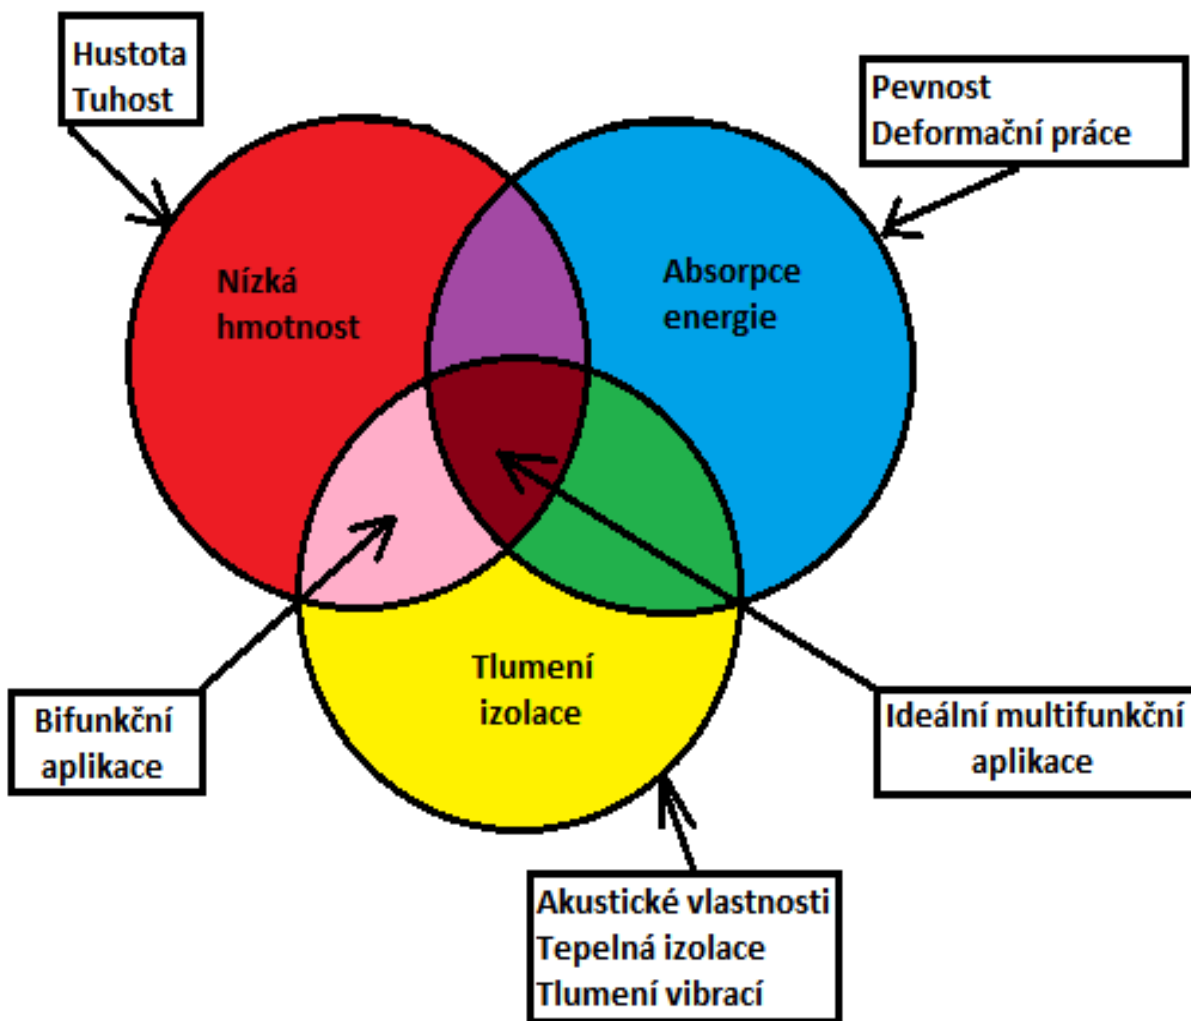 Hustota
Tuhost
Pevnost
Deformační práce
Nízká
hmotnost
Absorpce
energie
Tlumení
izolace
Bifunkční
aplikace
Ideální multifunkční
aplikace
Akustické vlastnosti
Tepelná izolace
Tlumení vibrací